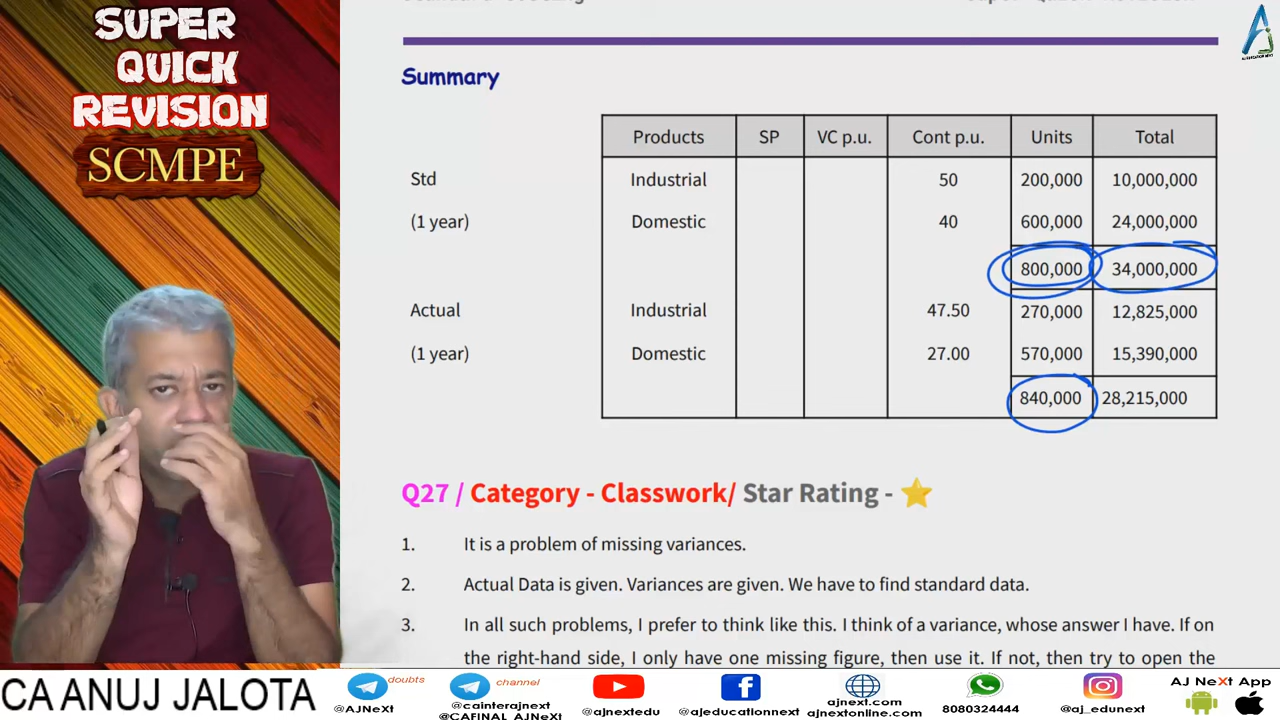 SUPER
QUICK
REVISION
SCMPE
Summary
Products SP VC p.u. Cont p.u. Units Total
Std Industrial 50 200,000 10,000,000
(1 year) Domestic 40 600,000 24,000,000
800,000 34,000,000
Actual Industrial 47.50 270,000 12,825,000
(1 year) Domestic 27.00 570,000 15,390,000
840,000 28,215,000
Q27 / Category - Classwork/ Star Rating - ⭐
1. It is a problem of missing variances.
2. Actual Data is given. Variances are given. We have to find standard data.
3. In all such problems, I prefer to think like this. I think of a variance, whose answer I have. If on
the right-hand side, I only have one missing figure, then use it. If not, then try to open the
CA ANUJ JALOTA
doubts
@AJNeXt
channel
@cainterajnext
@CAFINAL_AJNeXt
@ajnextedu
@ajeducationnext
ajnext.com
ajnextonline.com
8080324444
@aj_edunext
AJ NeXt App